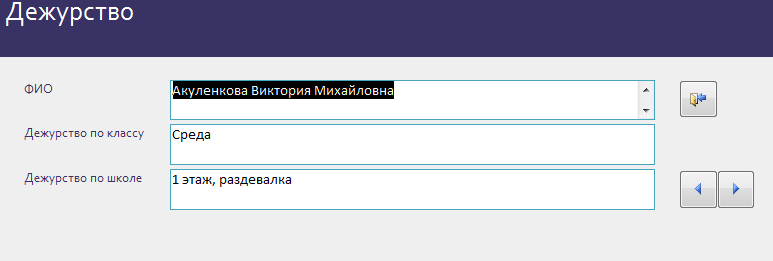 Дежурство
ФИО
Акуленкова Виктория Михайловна
Дежурство по классу
Среда
Дежурство по школе
1 этаж, раздевалка